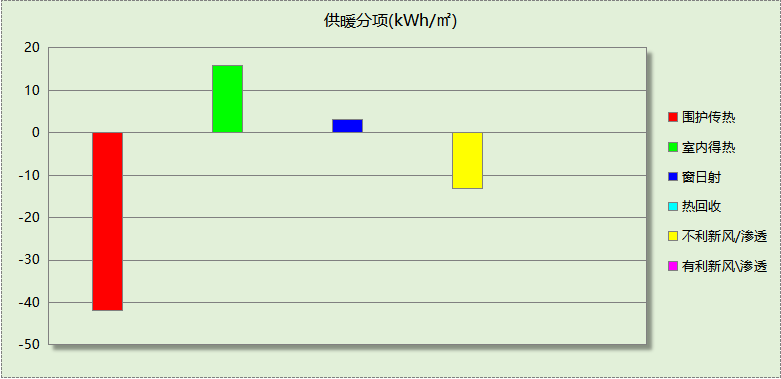 供暖分项(kWh/㎡)
20
10
0
-10
-20
-30
-40
-50
围护传热
室内得热
窗日射
热回收
不利新风/渗透
有利新风\渗透